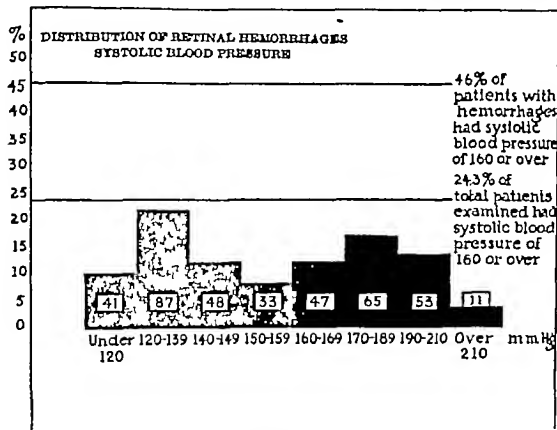 %
DISTRIBUTION OF RETINAL HEMORRHAGES
SYSTOLIC BLOOD PRESSURE
50
45
46% of
patients with
hemorrhages
had systolic
blood pressure
of 160 or over
40
35
30
25
24.3% of
total patients
examined had
systolic blood
pressure of
160 or over
20
15
10
5
0
41 87 48 33 47 65 53 11
Under 120-139 140-149 150-159 160-169 170-189 190-210 Over mm Hg
120 210